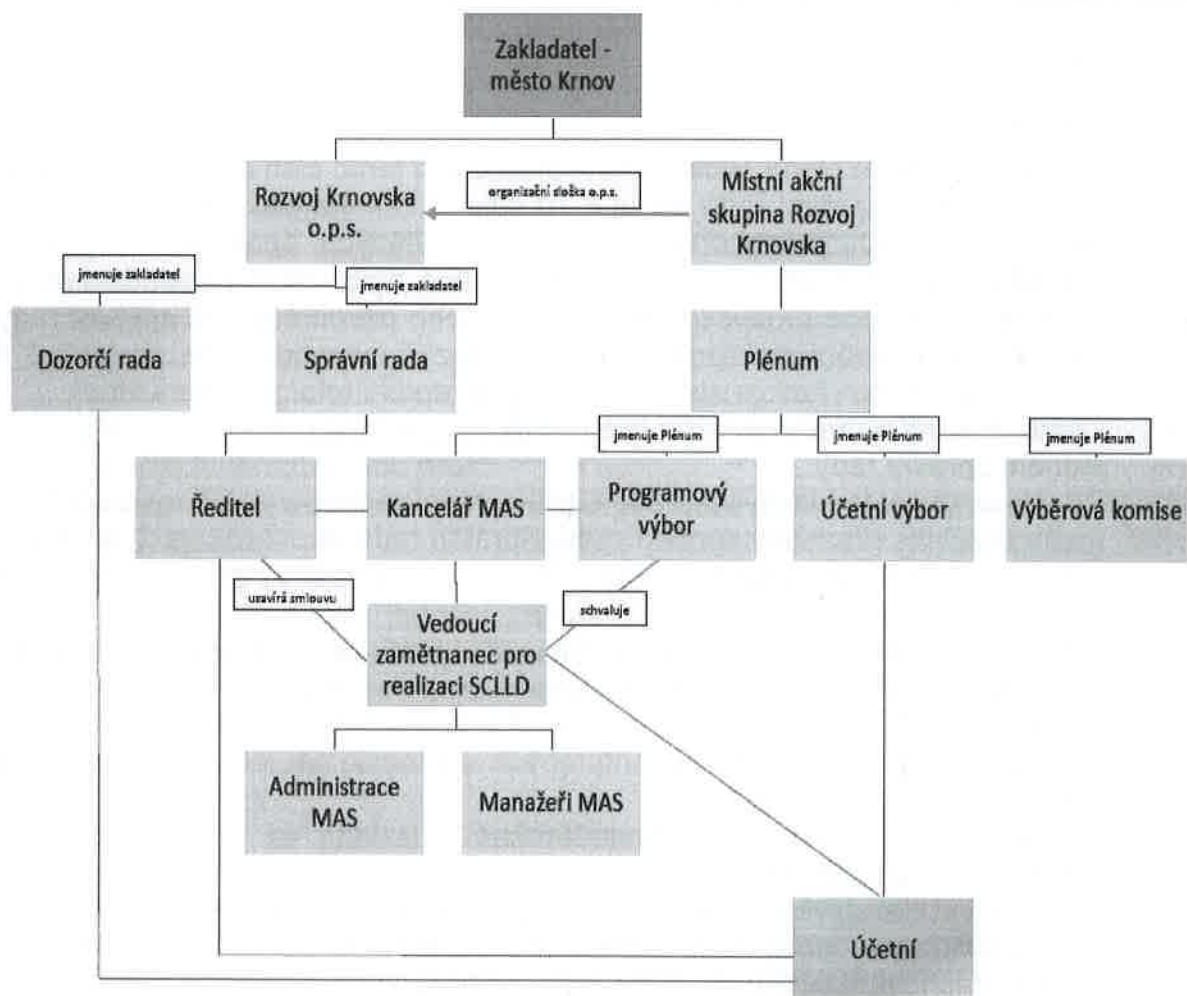 Zakladatel -
město Krnov
Rozvoj Krnovska
o.p.s.
organizační složka o.p.s.
Místní akční
skupina Rozvoj
Krnovska
jmenuje zakladatel
jmenuje zakladatel
Dozorčí rada
Správní rada
Plénum
jmenuje Plénum
jmenuje Plénum
jmenuje Plénum
Ředitel
Kancelář MAS
Programový
výbor
Účetní výbor
Výběrová komise
uzavírá smlouvu
schvaluje
Vedoucí
zamětnanec pro
realizaci SCLLD
Administrace
MAS
Manažeři MAS
Účetní